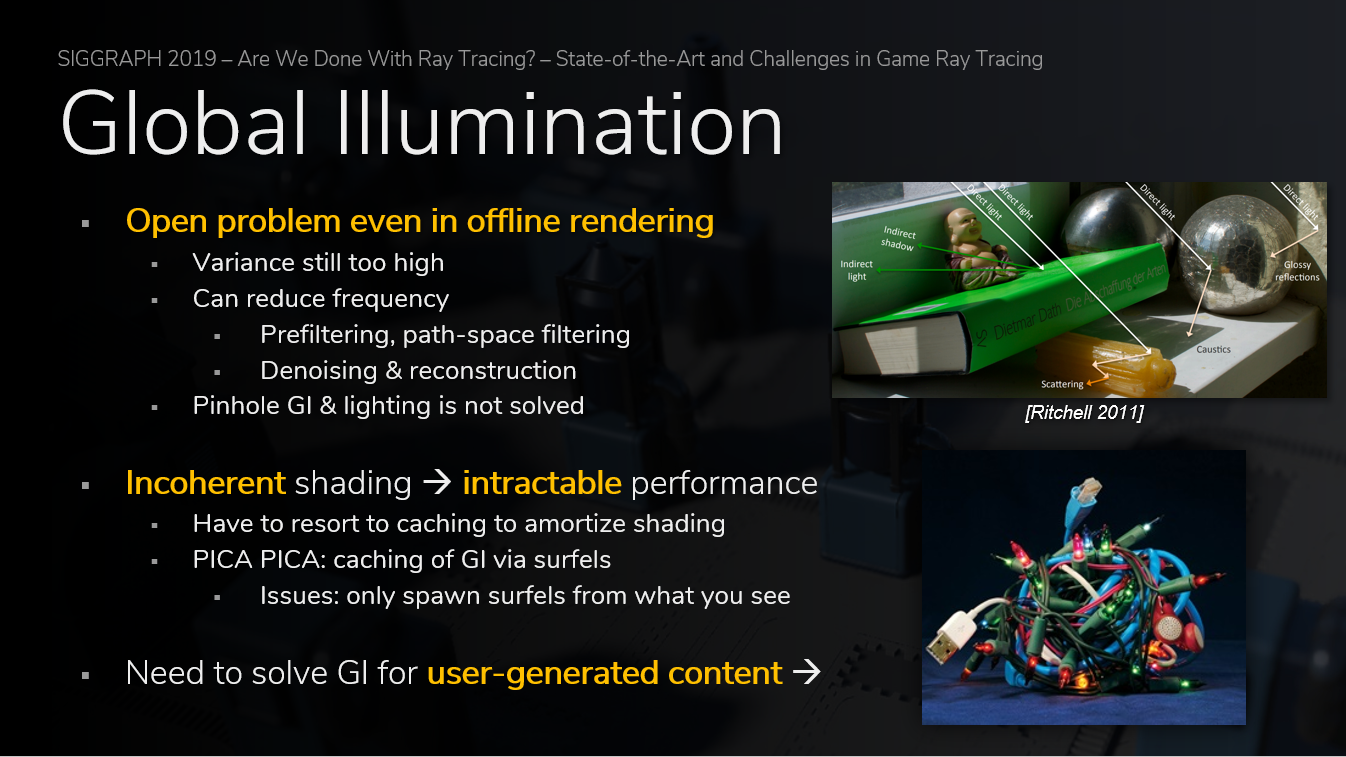 SIGGRAPH 2019 – Are We Done With Ray Tracing? – State-of-the-Art and Challenges in Game Ray Tracing
Global Illumination
Open problem even in offline rendering
Variance still too high
Can reduce frequency
Prefiltering, path-space filtering
Denoising & reconstruction
Pinhole GI & lighting is not solved
Incoherent shading → intractable performance
Have to resort to caching to amortize shading
PICA PICA: caching of GI via surfels
Issues: only spawn surfels from what you see
Need to solve GI for user-generated content →
Direct light
Direct light
Direct light
Direct light
Indirect
shadow
Indirect
light
Glossy
reflections
Dietmar Dath Die Abschaffung der Arten
Caustics
Scattering
[Ritchell 2011]